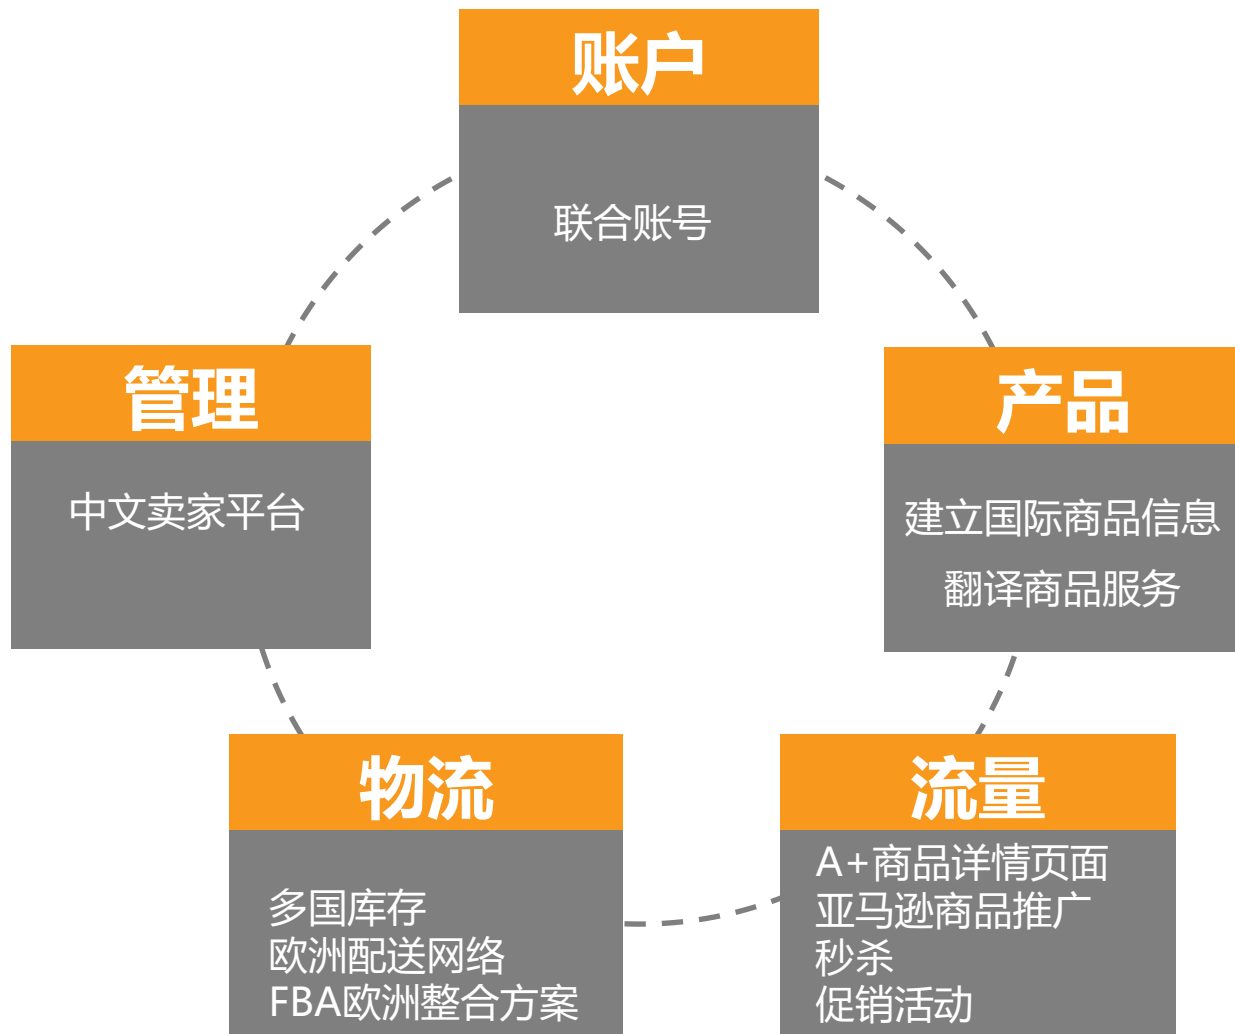 账户
联合账号
管理
中文卖家平台
产品
建立国际商品信息
翻译商品服务
物流
多国库存
欧洲配送网络
FBA欧洲整合方案
流量
A+商品详情页面
亚马逊商品推广
秒杀
促销活动